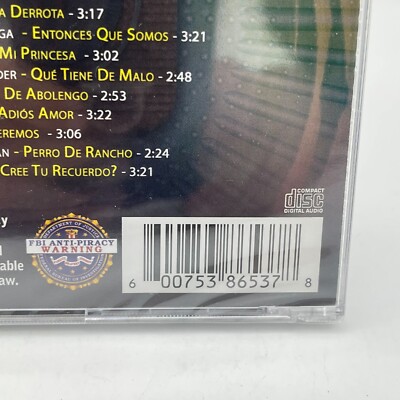 a Derrota - 3:17
ga - Entonces Que Somos - 3:21
Mi Princesa - 3:02
der - Qué Tiene De Malo - 2:48
De Abolengo - 2:53
Adiós Amor - 3:22
eremos - 3:06
an - Perro De Rancho - 2:24
Cree Tu Recuerdo? - 3:21
COMPACT
disc
DIGITAL AUDIO
y
FBI ANTI-PIRACY
WARNING
able
aw.
6 00753 86537 8